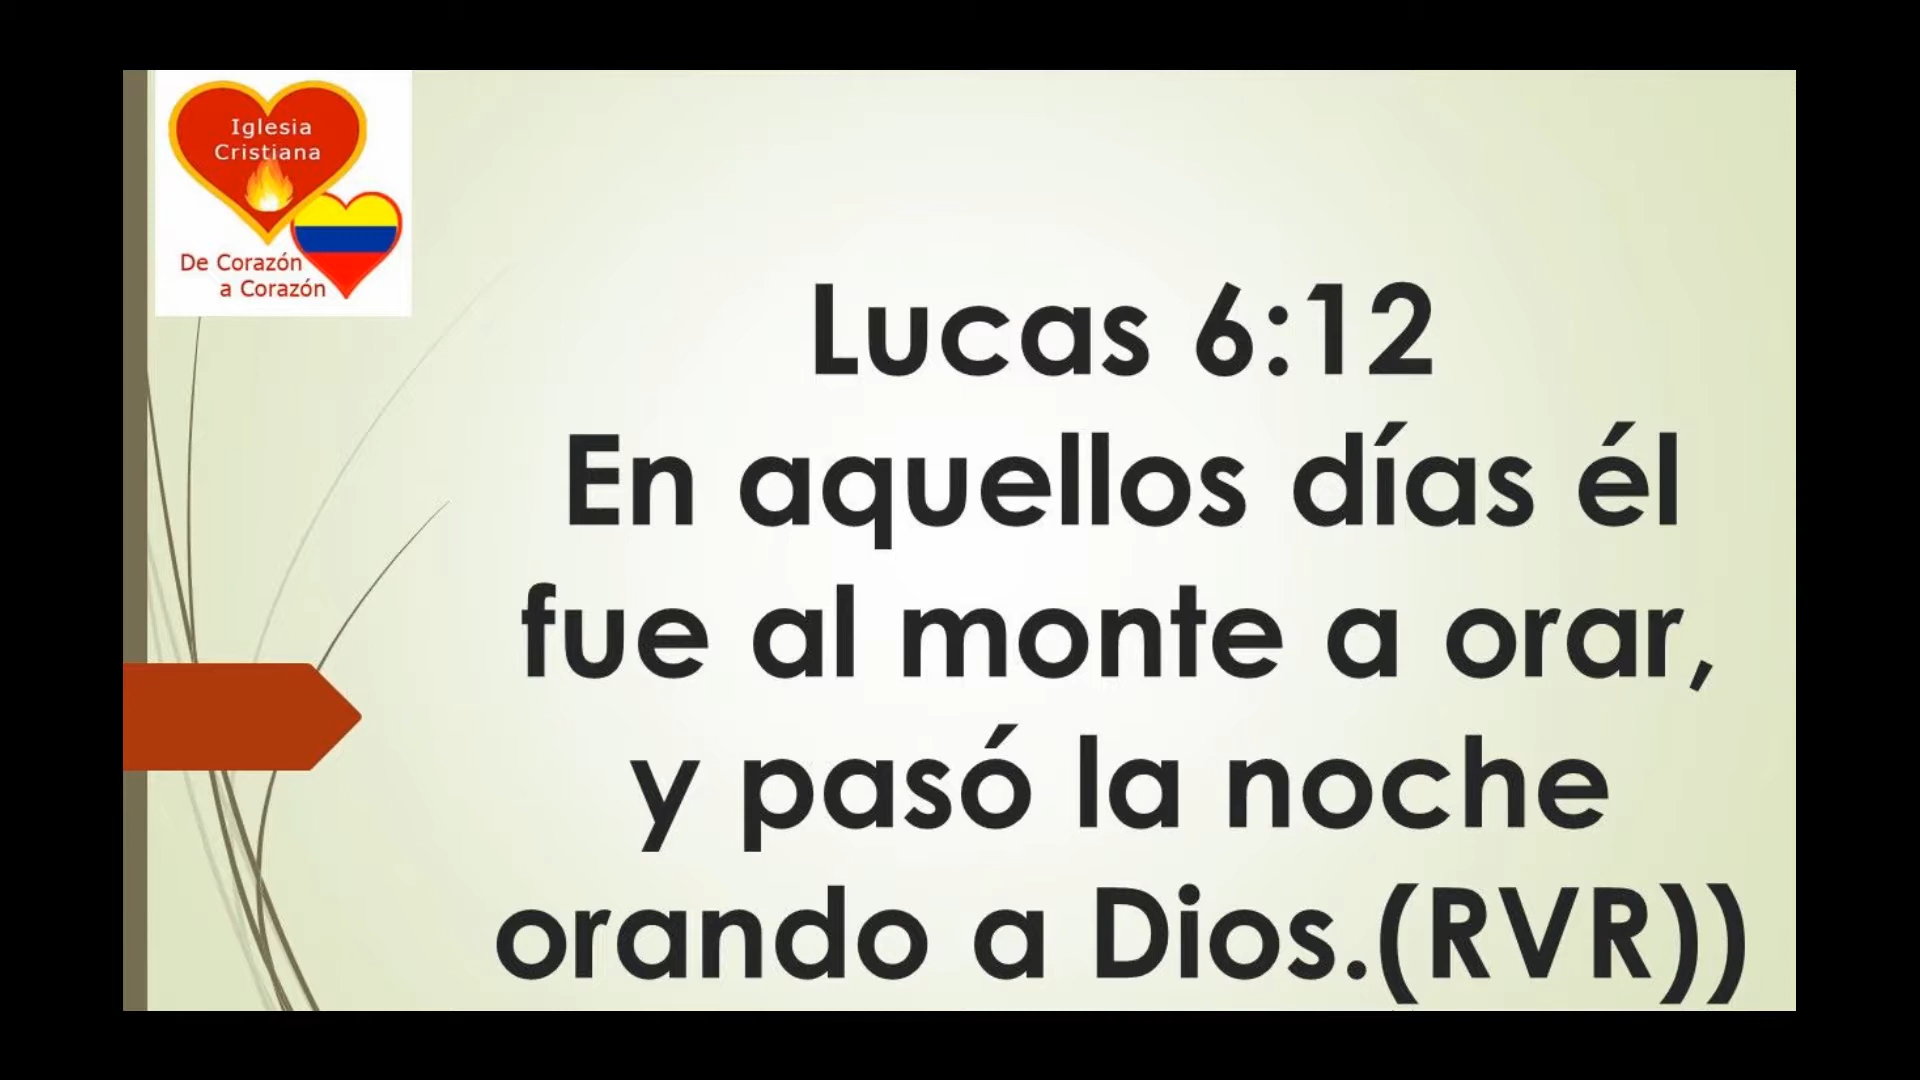 Iglesia
Cristiana
De Corazón
a Corazón
Lucas 6:12
En aquellos días él
fue al monte a orar,
y pasó la noche
orando a Dios.(RVR))